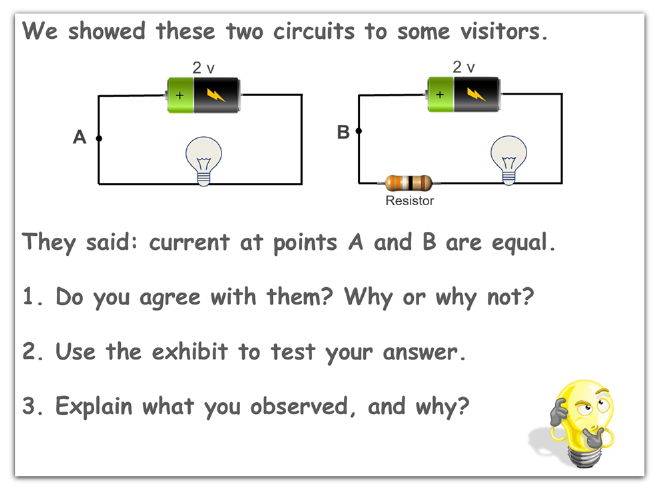 We showed these two circuits to some visitors.
2 v
2 v
+
+
A
B
Resistor
They said: current at points A and B are equal.
1. Do you agree with them? Why or why not?
2. Use the exhibit to test your answer.
3. Explain what you observed, and why?